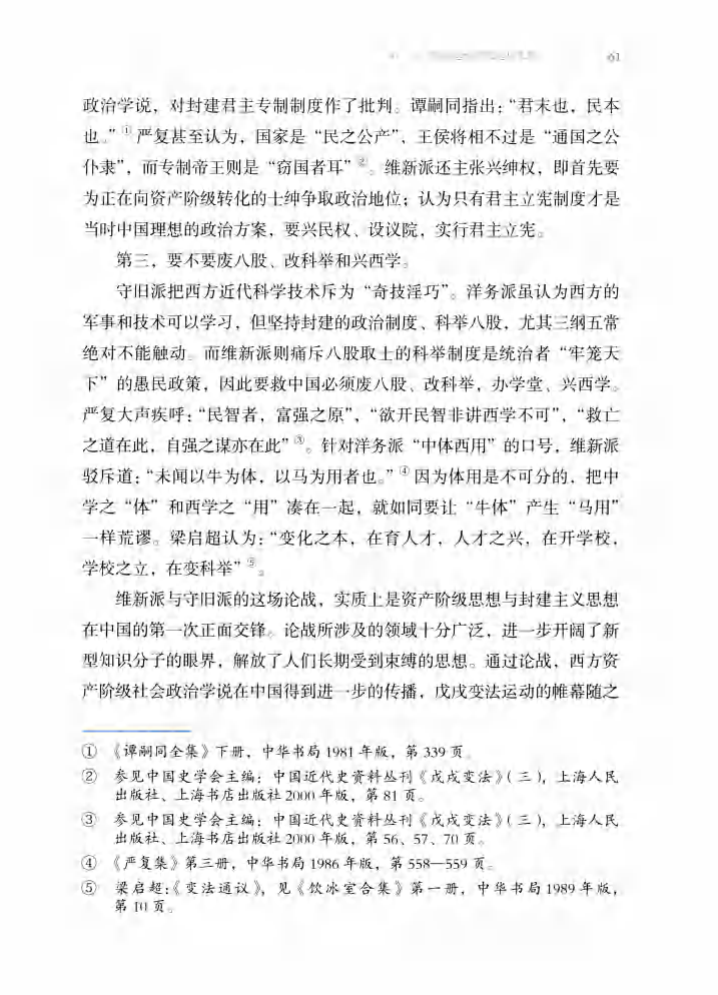 61
政治学说，对封建君主专制制度作了批判。谭嗣同指出：“君末也，民本
也。”①严复甚至认为，国家是“民之公产”，王侯将相不过是“通国之公
仆隶”，而专制帝王则是“窃国者耳”②。维新派还主张兴绅权，即首先要
为正在向资产阶级转化的士绅争取政治地位；认为只有君主立宪制度才是
当时中国理想的政治方案，要兴民权、设议院，实行君主立宪。
第三，要不要废八股、改科举和兴西学。
守旧派把西方近代科学技术斥为“奇技淫巧”。洋务派虽认为西方的
军事和技术可以学习，但坚持封建的政治制度、科举八股，尤其三纲五常
绝对不能触动。而维新派则痛斥八股取士的科举制度是统治者“牢笼天
下”的愚民政策，因此要救中国必须废八股、改科举，办学堂、兴西学。
严复大声疾呼：“民智者，富强之原”，“欲开民智非讲西学不可”，“救亡
之道在此，自强之谋亦在此”③。针对洋务派“中体西用”的口号，维新派
驳斥道：“未闻以牛为体，以马为用者也。”④因为体用是不可分的，把中
学之“体”和西学之“用”凑在一起，就如同要让“牛体”产生“马用”
一样荒谬。梁启超认为：“变化之本，在育人才，人才之兴，在开学校，
学校之立，在变科举”⑤。
维新派与守旧派的这场论战，实质上是资产阶级思想与封建主义思想
在中国的第一次正面交锋。论战所涉及的领域十分广泛，进一步开阔了新
型知识分子的眼界，解放了人们长期受到束缚的思想。通过论战，西方资
产阶级社会政治学说在中国得到进一步的传播，戊戌变法运动的帷幕随之
① 《谭嗣同全集》下册，中华书局1981年版，第339页。
② 参见中国史学会主编：中国近代史资料丛刊《戊戌变法》（三），上海人民
出版社、上海书店出版社2000年版，第81页。
③ 参见中国史学会主编：中国近代史资料丛刊《戊戌变法》（三），上海人民
出版社、上海书店出版社2000年版，第56、57、70页。
④ 《严复集》第三册，中华书局1986年版，第558—559页。
⑤ 梁启超：《变法通议》，见《饮冰室合集》第一册，中华书局1989年版，
第10页。